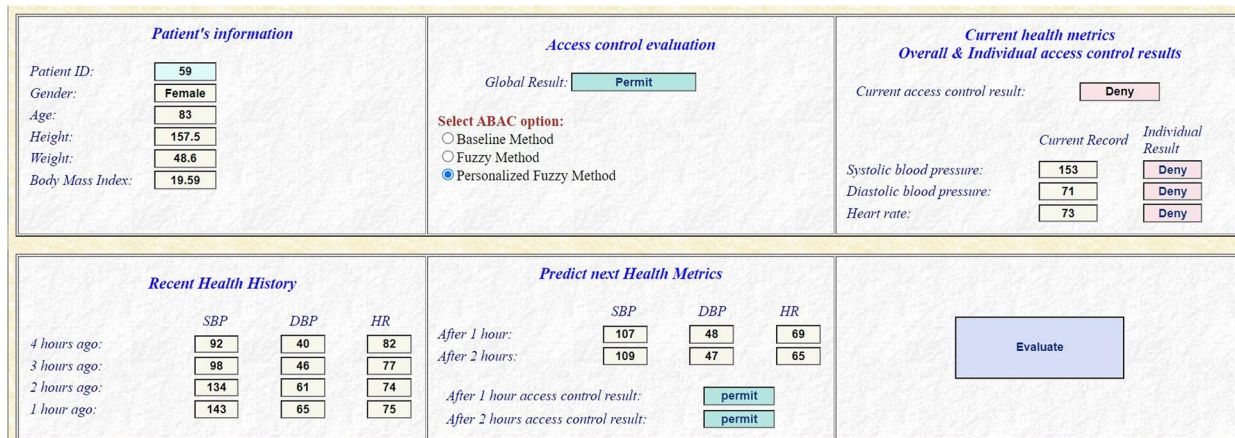 Patient's information
Patient ID: 59
Gender: Female
Age: 83
Height: 157.5
Weight: 48.6
Body Mass Index: 19.59
Access control evaluation
Global Result: Permit
Select ABAC option:
Baseline Method
Fuzzy Method
Personalized Fuzzy Method
Current health metrics
Overall & Individual access control results
Current access control result: Deny
Current Record Individual
Result
Systolic blood pressure: 153 Deny
Diastolic blood pressure: 71 Deny
Heart rate: 73 Deny
Recent Health History
SBP DBP HR
4 hours ago: 92 40 82
3 hours ago: 98 46 77
2 hours ago: 134 61 74
1 hour ago: 143 65 75
Predict next Health Metrics
SBP DBP HR
After 1 hour: 107 48 69
After 2 hours: 109 47 65
After 1 hour access control result: permit
After 2 hours access control result: permit
Evaluate